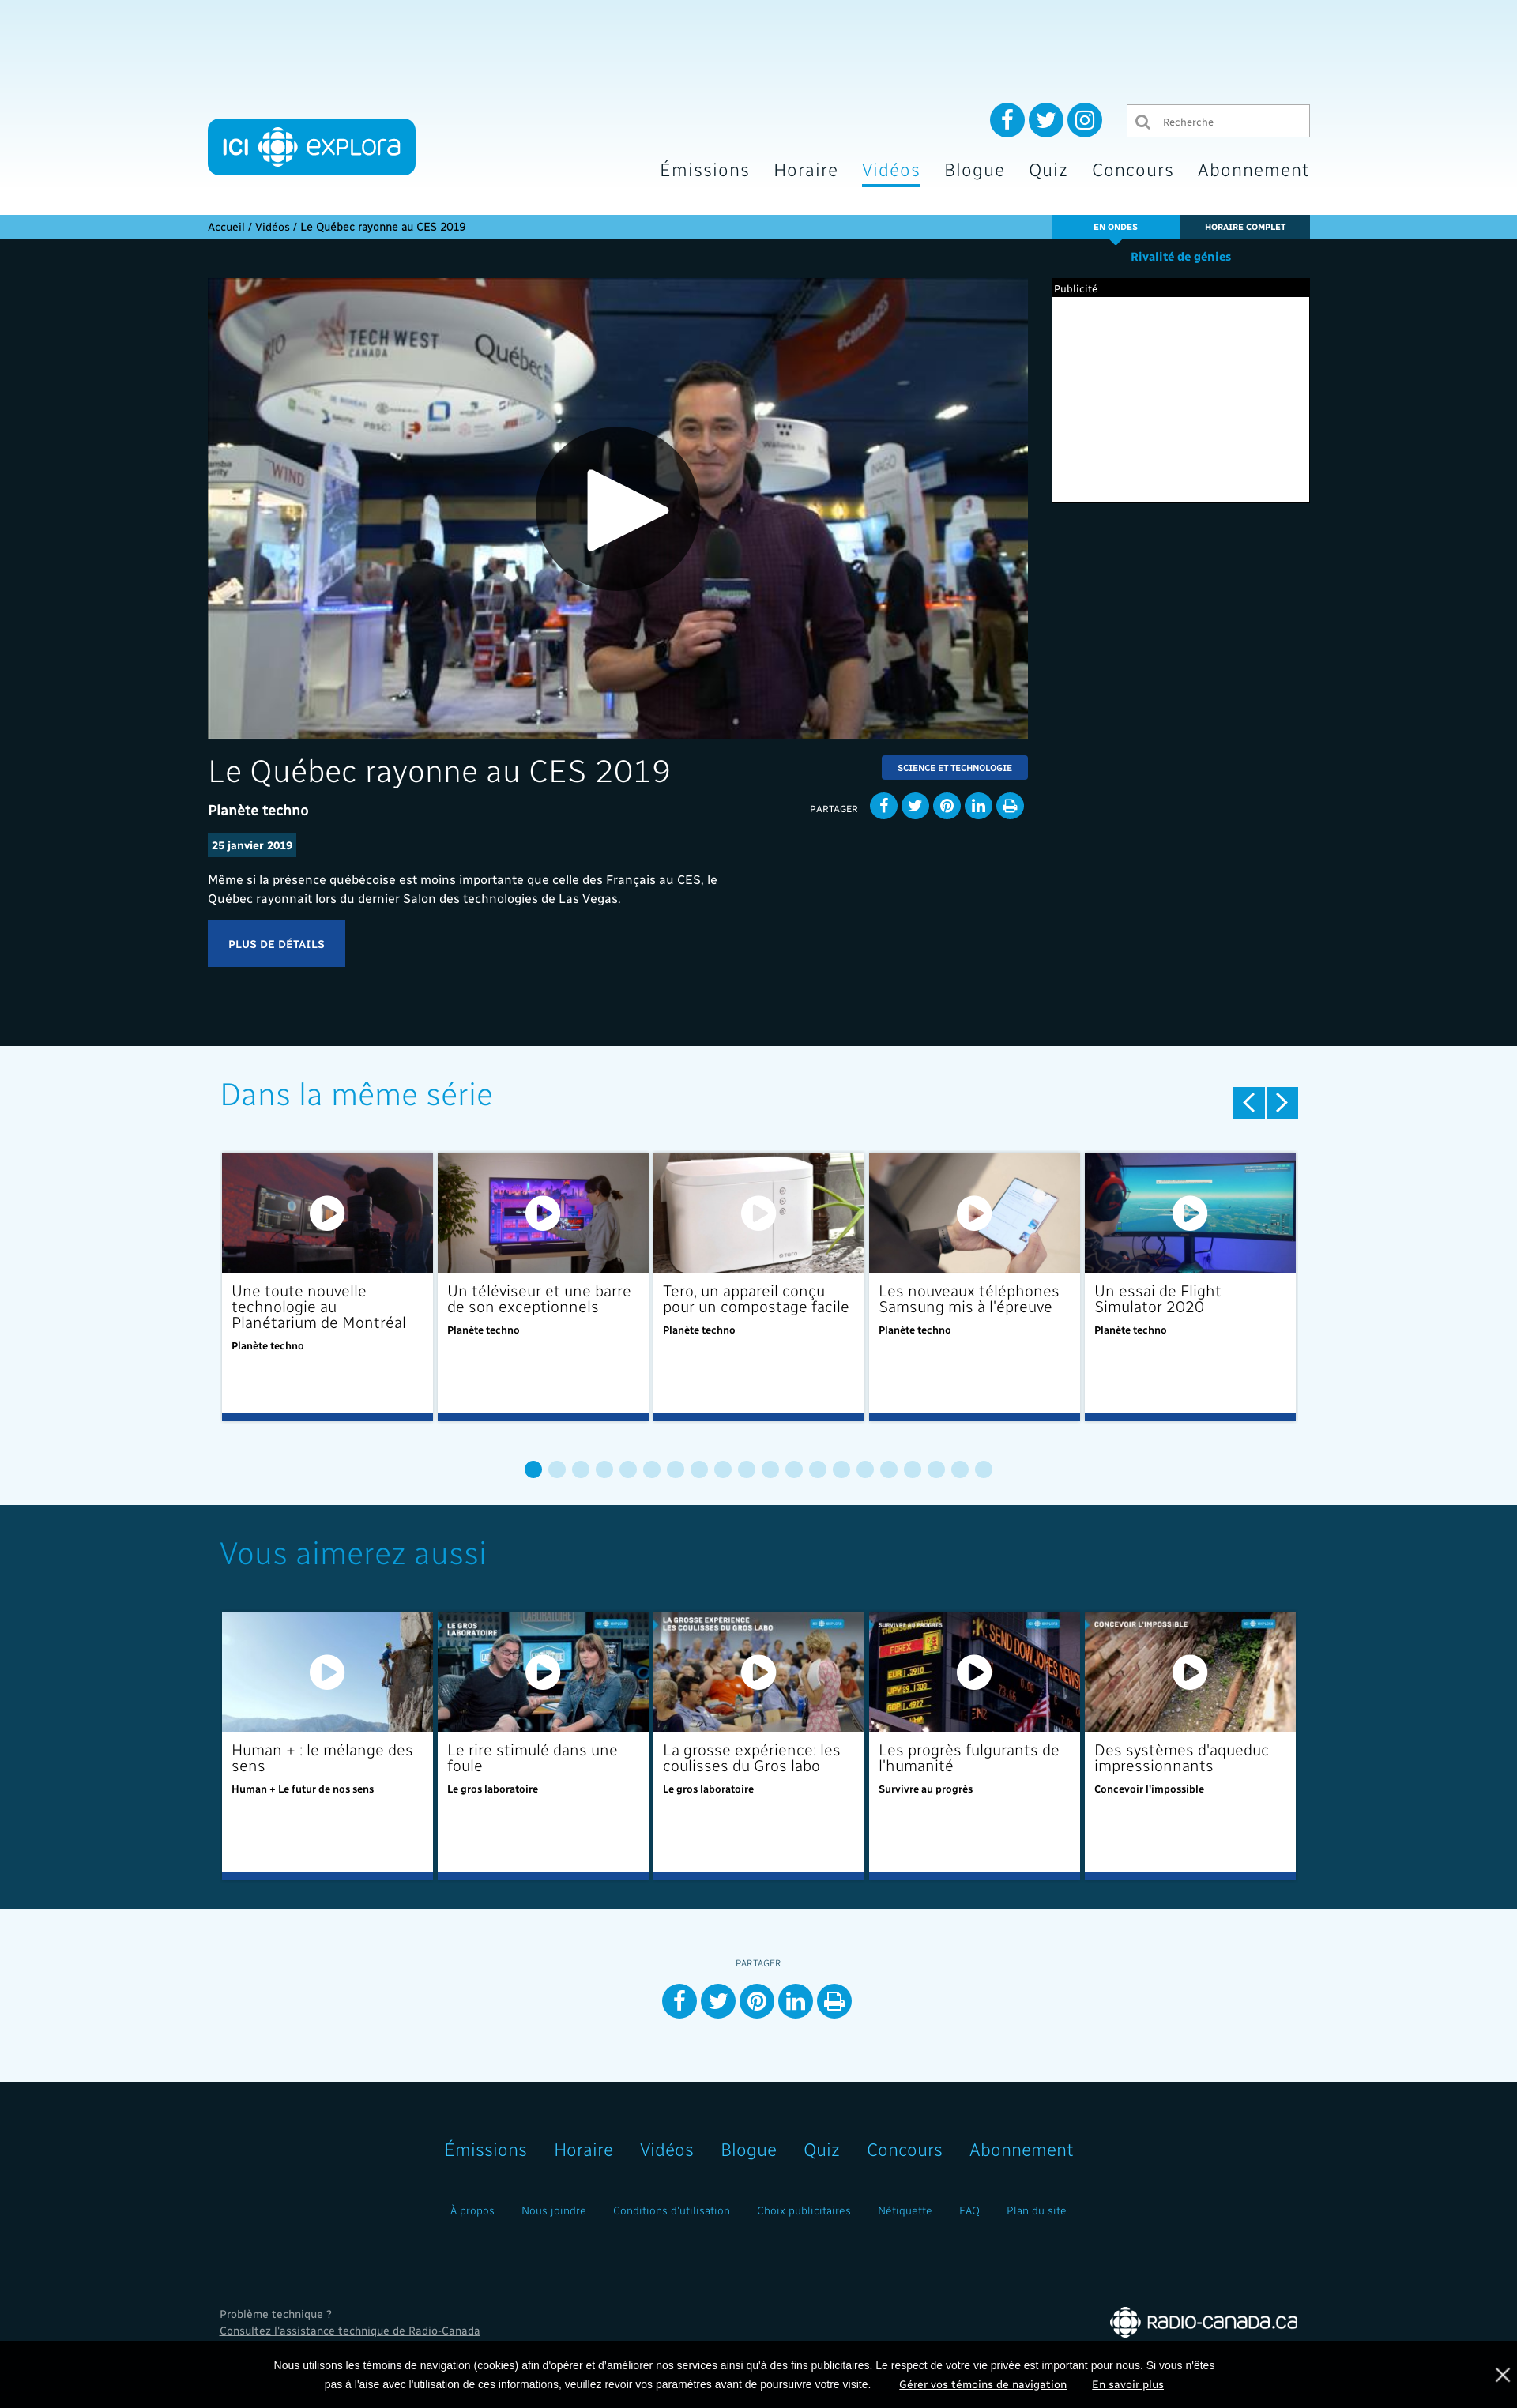 ICI explora
Recherche
Émissions Horaire Vidéos Blogue Quiz Concours Abonnement
Accueil / Vidéos / Le Québec rayonne au CES 2019
EN ONDES
HORAIRE COMPLET
Rivalité de génies
Publicité
TECH WEST
CANADA
Québec
#CanadaCES
WIND
Le Québec rayonne au CES 2019
SCIENCE ET TECHNOLOGIE
Planète techno
PARTAGER
25 janvier 2019
Même si la présence québécoise est moins importante que celle des Français au CES, le
Québec rayonnait lors du dernier Salon des technologies de Las Vegas.
PLUS DE DÉTAILS
Dans la même série
Une toute nouvelle
technologie au
Planétarium de Montréal
Planète techno
Un téléviseur et une barre
de son exceptionnels
Planète techno
Tero, un appareil conçu
pour un compostage facile
Planète techno
Les nouveaux téléphones
Samsung mis à l'épreuve
Planète techno
Un essai de Flight
Simulator 2020
Planète techno
Vous aimerez aussi
Human + : le mélange des
sens
Human + Le futur de nos sens
LE GROS
LABORATOIRE
Le rire stimulé dans une
foule
Le gros laboratoire
LA GROSSE EXPÉRIENCE
LES COULISSES DU GROS LABO
La grosse expérience: les
coulisses du Gros labo
Le gros laboratoire
SURVIVRE AU PROGRÈS
FOREX
SEND DOW JONES NEWS
Les progrès fulgurants de
l'humanité
Survivre au progrès
CONCEVOIR L'IMPOSSIBLE
Des systèmes d'aqueduc
impressionnants
Concevoir l'impossible
PARTAGER
Émissions Horaire Vidéos Blogue Quiz Concours Abonnement
À propos Nous joindre Conditions d'utilisation Choix publicitaires Nétiquette FAQ Plan du site
Problème technique ?
Consultez l'assistance technique de Radio-Canada
RADIO-CANADA.CA
Nous utilisons les témoins de navigation (cookies) afin d'opérer et d'améliorer nos services ainsi qu'à des fins publicitaires. Le respect de votre vie privée est important pour nous. Si vous n'êtes
pas à l'aise avec l'utilisation de ces informations, veuillez revoir vos paramètres avant de poursuivre votre visite. Gérer vos témoins de navigation En savoir plus